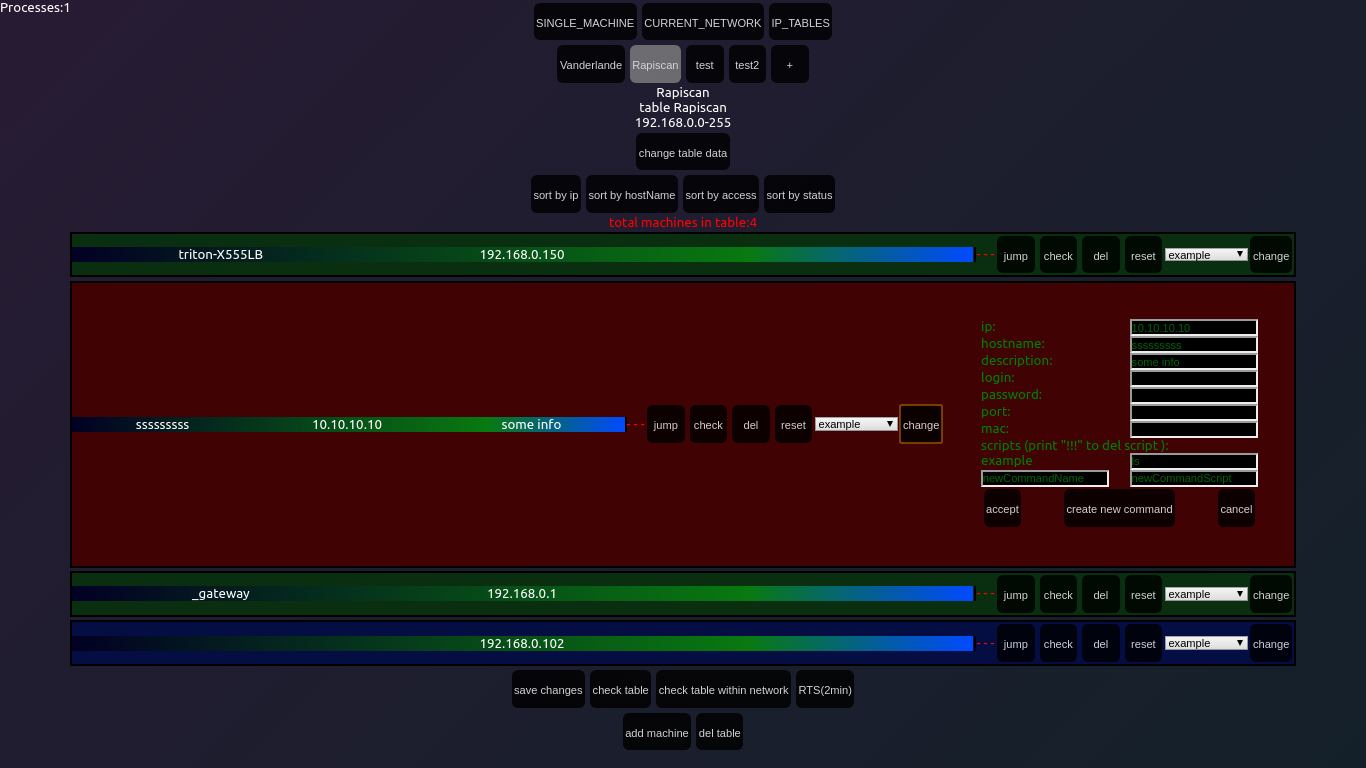 Processes:1
SINGLE_MACHINE CURRENT_NETWORK IP_TABLES
Vanderlande Rapiscan test test2 +
Rapiscan
table Rapiscan
192.168.0.0-255
change table data
sort by ip sort by hostName sort by access sort by status
total machines in table:4
triton-X555LB 192.168.0.150 --- jump check del reset example change
sssssssss 10.10.10.10 some info --- jump check del reset example change
ip: 10.10.10.10
hostname: sssssssss
description: some info
login:
password:
port:
mac:
scripts (print "!!!" to del script ):
example ls
newCommandName newCommandScript
accept create new command cancel
_gateway 192.168.0.1 --- jump check del reset example change
192.168.0.102 --- jump check del reset example change
save changes check table check table within network RTS(2min)
add machine del table